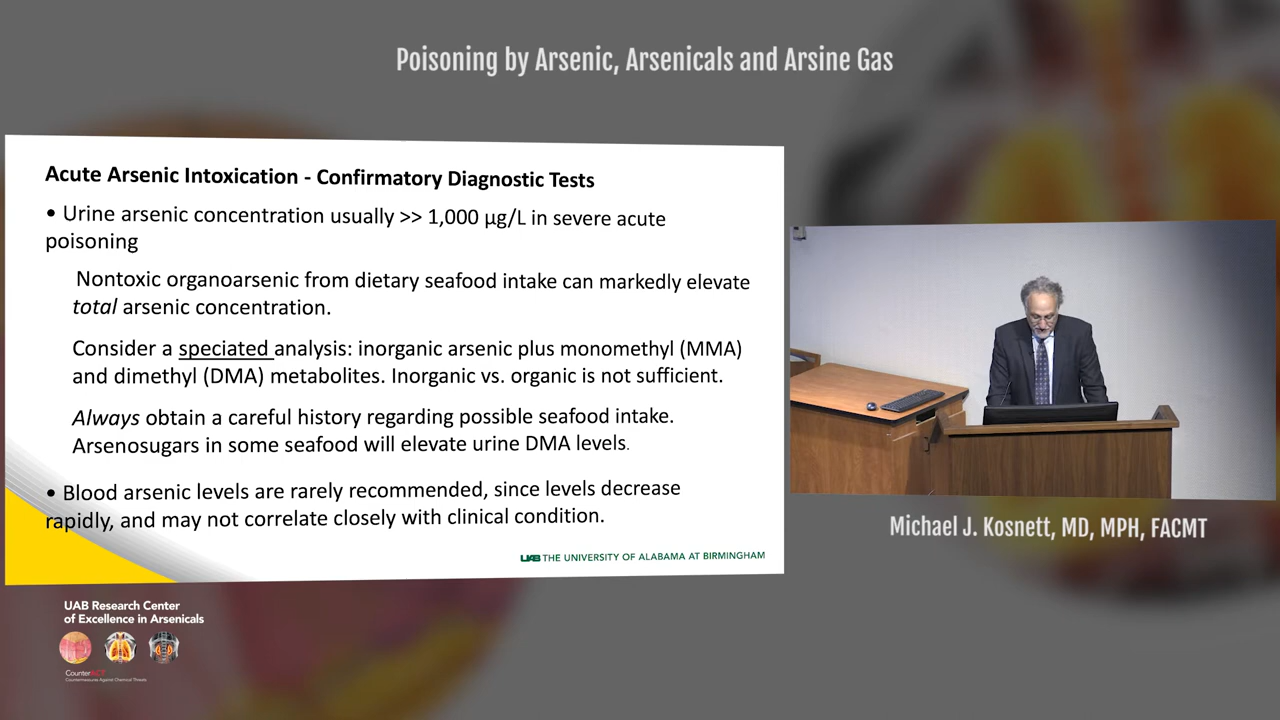 Poisoning by Arsenic, Arsenicals and Arsine Gas
Acute Arsenic Intoxication - Confirmatory Diagnostic Tests
• Urine arsenic concentration usually >> 1,000 µg/L in severe acute
poisoning
Nontoxic organoarsenic from dietary seafood intake can markedly elevate
total arsenic concentration.
Consider a speciated analysis: inorganic arsenic plus monomethyl (MMA)
and dimethyl (DMA) metabolites. Inorganic vs. organic is not sufficient.
Always obtain a careful history regarding possible seafood intake.
Arsenosugars in some seafood will elevate urine DMA levels.
• Blood arsenic levels are rarely recommended, since levels decrease
rapidly, and may not correlate closely with clinical condition.
UAB THE UNIVERSITY OF ALABAMA AT BIRMINGHAM
Michael J. Kosnett, MD, MPH, FACMT
UAB Research Center
of Excellence in Arsenicals
CounterACT
Countermeasures Against Chemical Threats